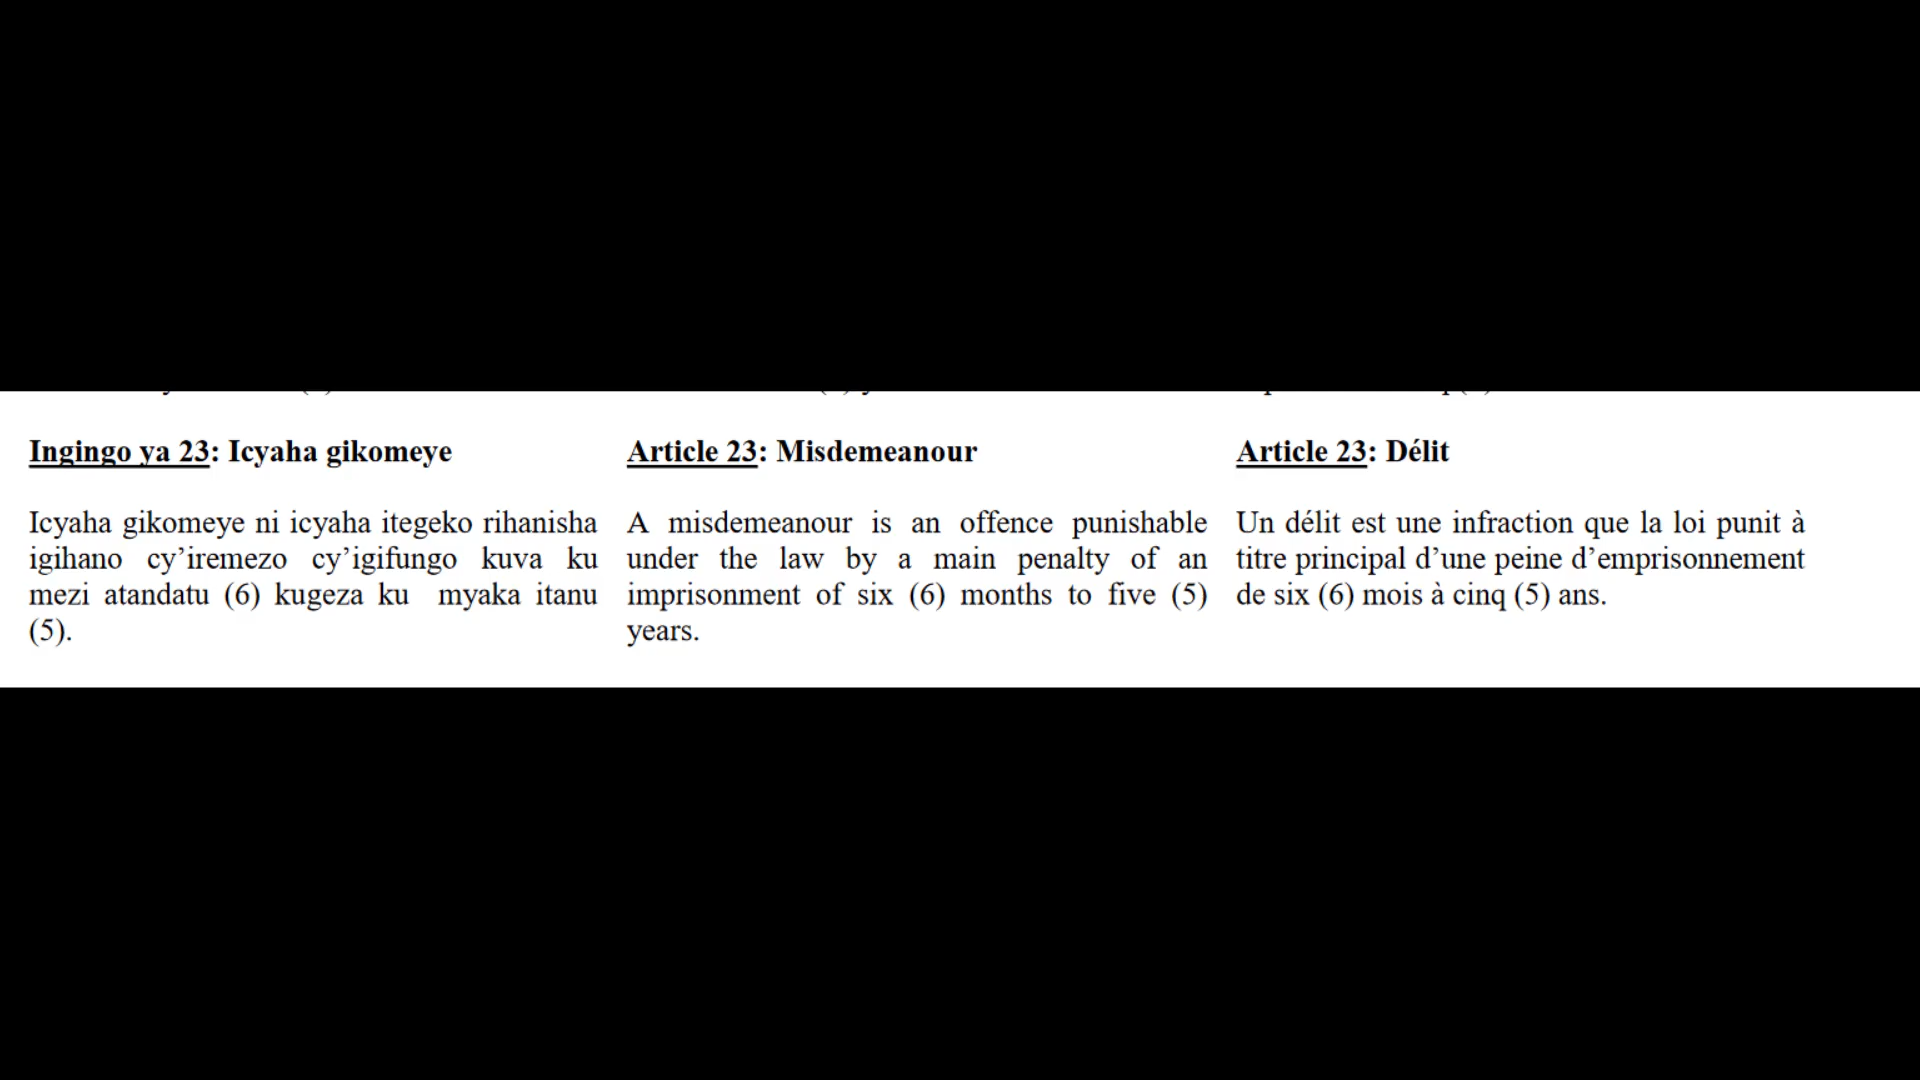 Ingingo ya 23: Icyaha gikomeye
Icyaha gikomeye ni icyaha itegeko rihanisha
igihano cy’iremezo cy’igifungo kuva ku
mezi atandatu (6) kugeza ku myaka itanu
(5).
Article 23: Misdemeanour
A misdemeanour is an offence punishable
under the law by a main penalty of an
imprisonment of six (6) months to five (5)
years.
Article 23: Délit
Un délit est une infraction que la loi punit à
titre principal d’une peine d’emprisonnement
de six (6) mois à cinq (5) ans.